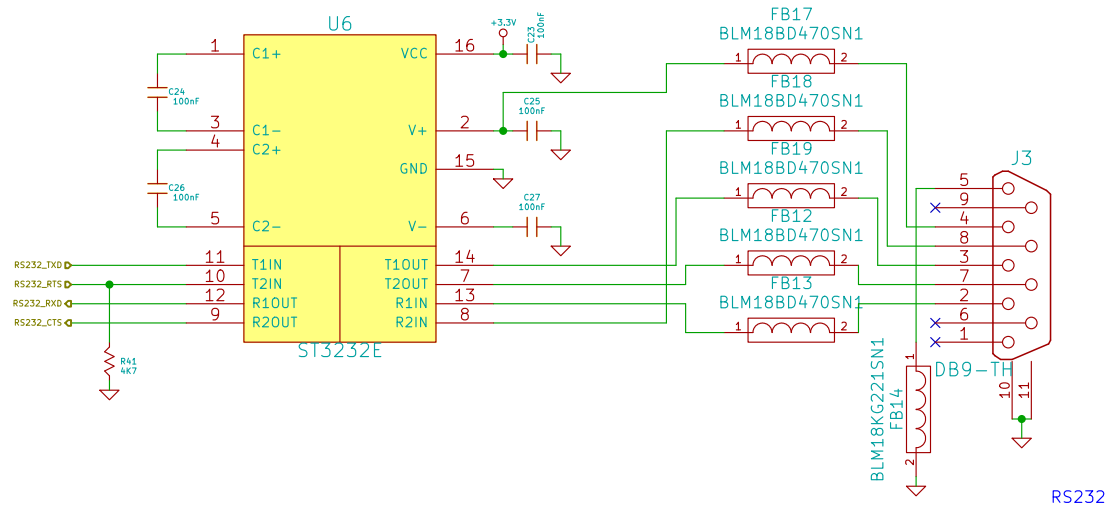 U6
ST3232E
1 C1+
3 C1-
4 C2+
5 C2-
11 T1IN
10 T2IN
12 R1OUT
9 R2OUT
VCC 16
V+ 2
GND 15
V- 6
T1OUT 14
T2OUT 7
R1IN 13
R2IN 8
C24
100nF
C26
100nF
+3.3V
C23
100nF
C25
100nF
C27
100nF
RS232_TXD
RS232_RTS
RS232_RXD
RS232_CTS
R41
4K7
FB17
BLM18BD470SN1
1 2
FB18
BLM18BD470SN1
1 2
FB19
BLM18BD470SN1
1 2
FB12
BLM18BD470SN1
1 2
FB13
BLM18BD470SN1
1 2
J3
5
9
4
8
3
7
2
6
1
DB9-TH
10
11
1
BLM18KG221SN1
FB14
2
RS232